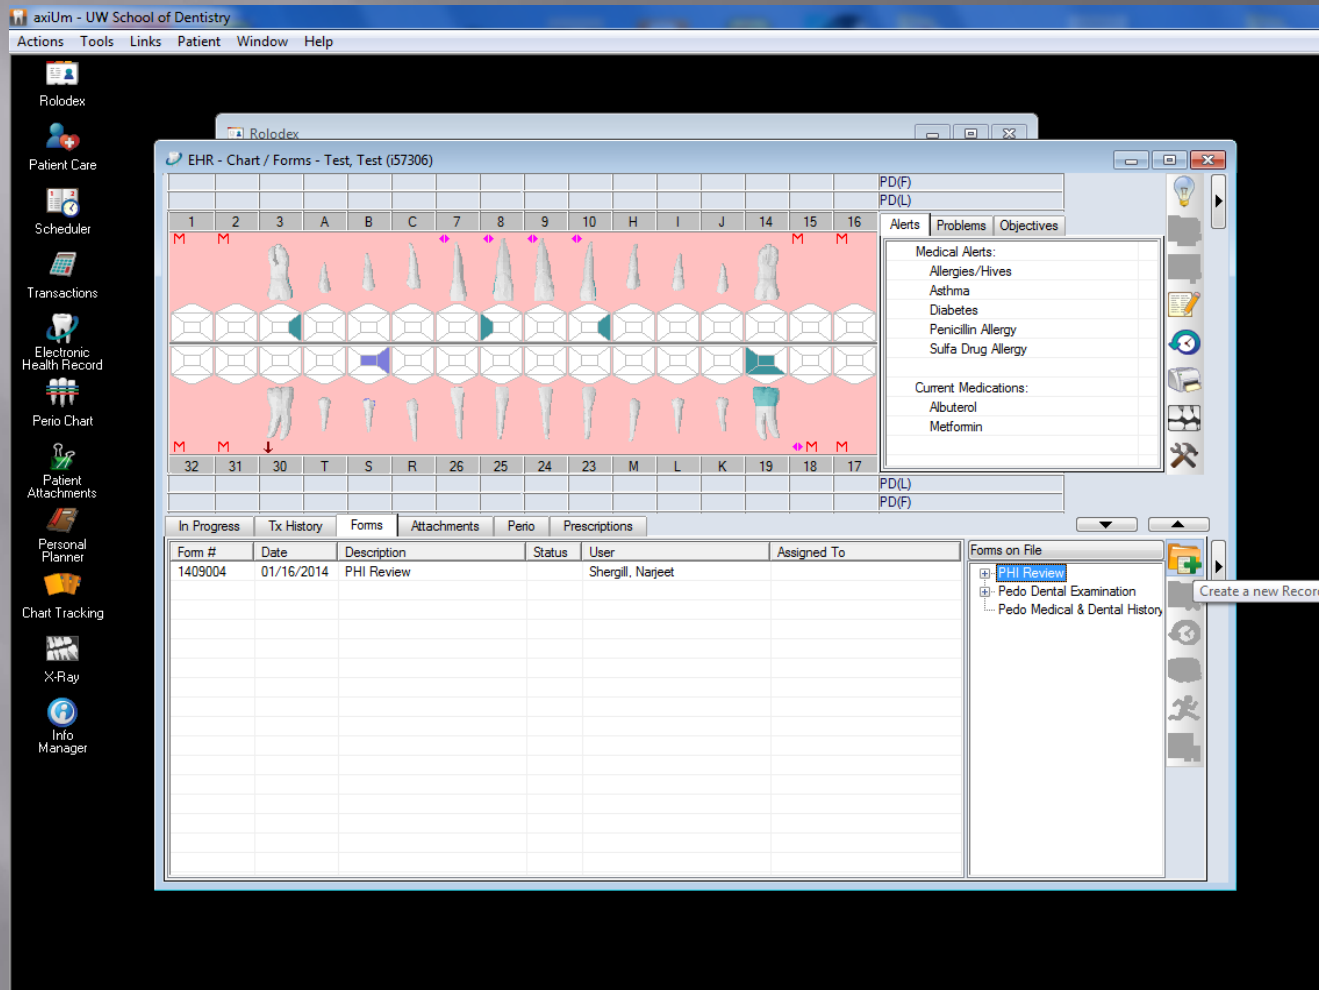 axiUm - UW School of Dentistry
Actions Tools Links Patient Window Help
Rolodex
Patient Care
Scheduler
Transactions
Electronic
Health Record
Perio Chart
Patient
Attachments
Personal
Planner
Chart Tracking
X-Ray
Info
Manager
Rolodex
EHR - Chart / Forms - Test, Test (i57306)
PD(F)
PD(L)
1 2 3 A B C 7 8 9 10 H I J 14 15 16
M M M M
M M M M
32 31 30 T S R 26 25 24 23 M L K 19 18 17
PD(L)
PD(F)
Alerts Problems Objectives
Medical Alerts:
Allergies/Hives
Asthma
Diabetes
Penicillin Allergy
Sulfa Drug Allergy
Current Medications:
Albuterol
Metformin
In Progress Tx History Forms Attachments Perio Prescriptions
Form # Date Description Status User Assigned To
1409004 01/16/2014 PHI Review Shergill, Narjeet
Forms on File
PHI Review
Pedo Dental Examination
Pedo Medical & Dental History
Create a new Recor